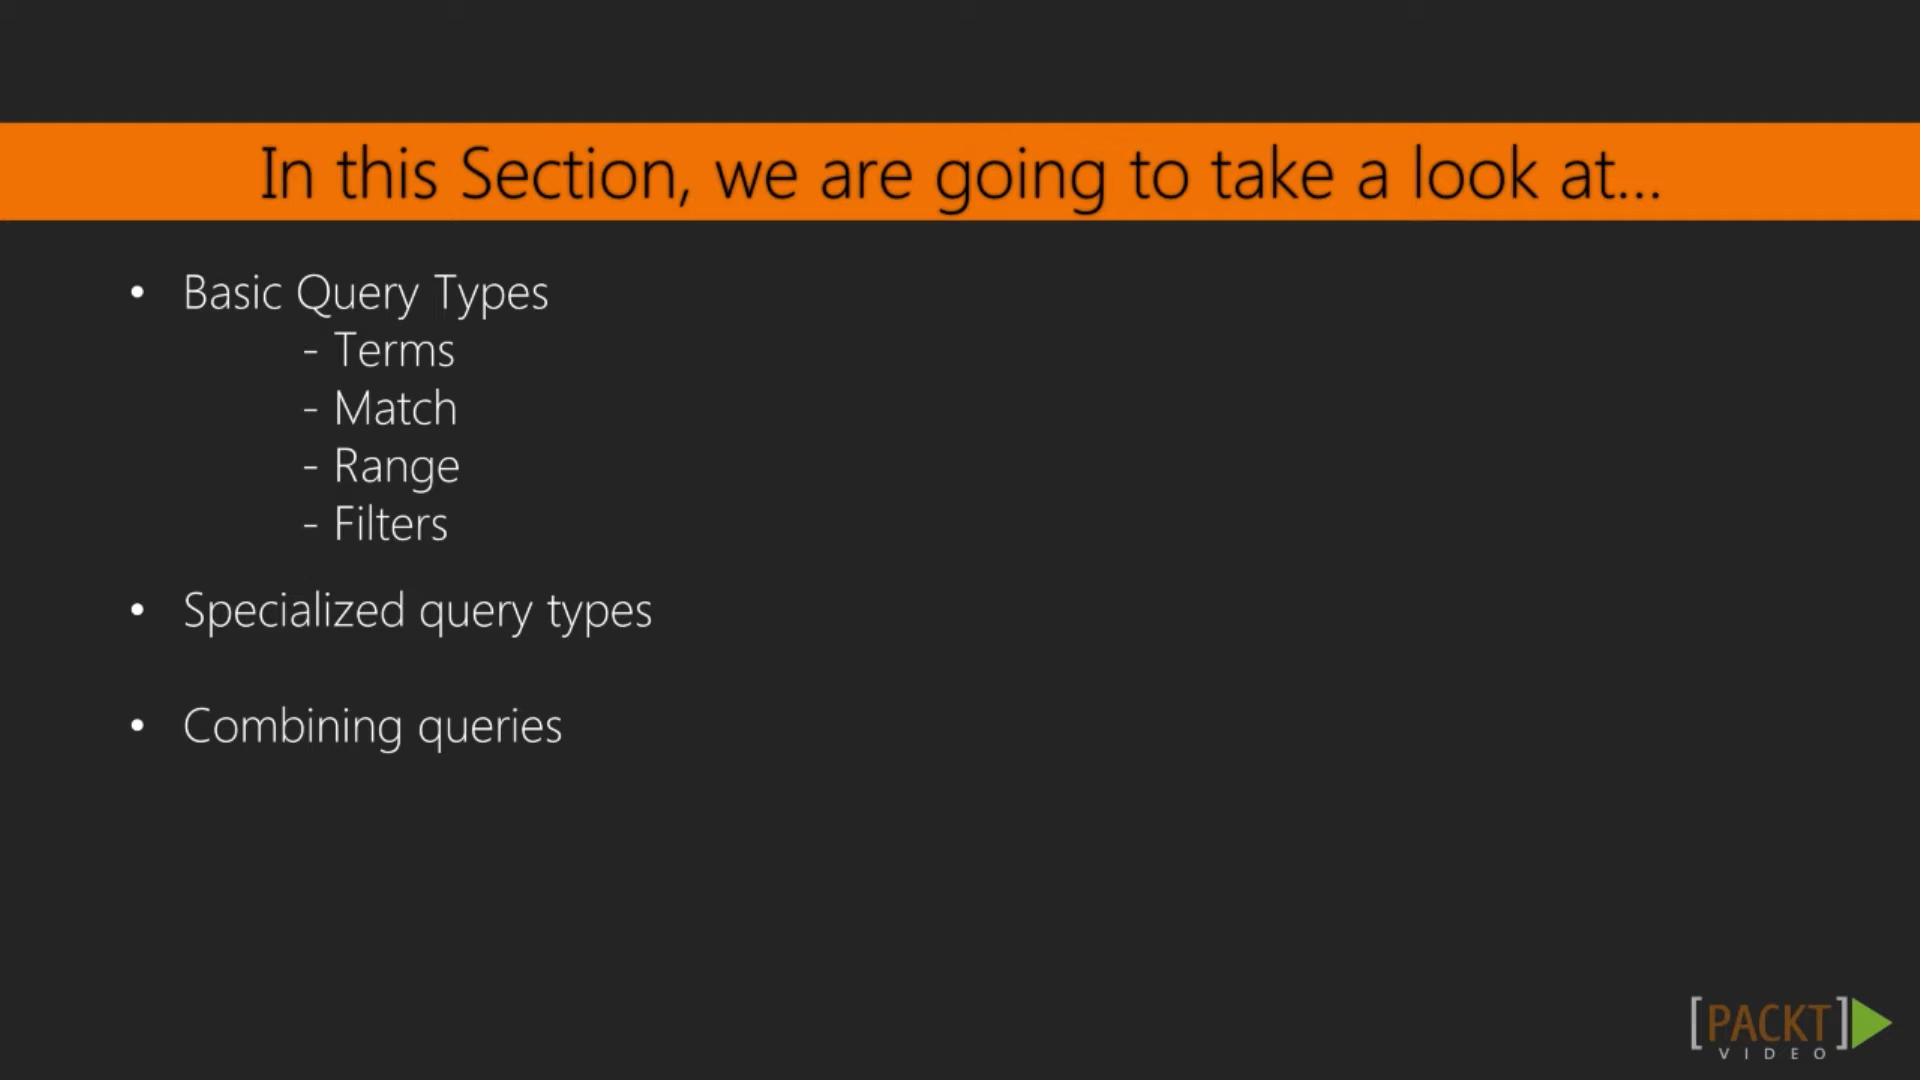 In this Section, we are going to take a look at...
• Basic Query Types
- Terms
- Match
- Range
- Filters
• Specialized query types
• Combining queries
[PACKT]
VIDEO